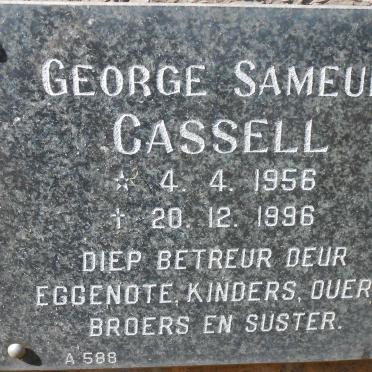 GEORGE SAMEUL
CASSELL
☆ 4. 4. 1956
† 20. 12. 1996
DIEP BETREUR DEUR
EGGENOTE, KINDERS, OUERS
BROERS EN SUSTER.
A 588